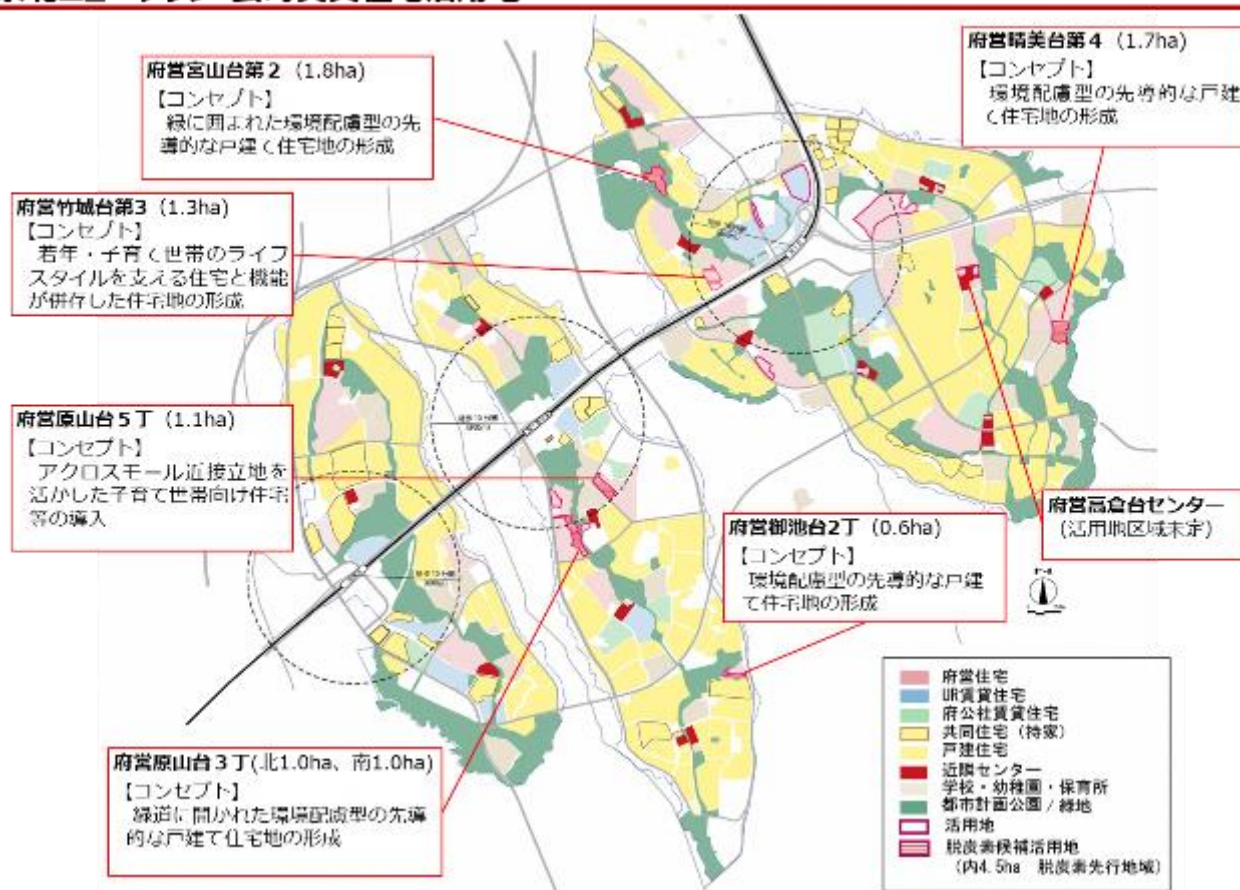 府営宮山台第2（1.8ha）
【コンセプト】
緑に囲まれた環境配慮型の先
導的な戸建て住宅地の形成
府営晴美台第4（1.7ha）
【コンセプト】
環境配慮型の先導的な戸建
て住宅地の形成
府営竹城台第3（1.3ha）
【コンセプト】
若年・子育て世帯のライフ
スタイルを支える住宅と機能
が併存した住宅地の形成
府営原山台5丁（1.1ha）
【コンセプト】
アクロスモール近接立地を
活かした子育て世帯向け住宅
等の導入
府営高倉台センター
(活用地区域未定)
府営御池台2丁（0.6ha）
【コンセプト】
環境配慮型の先導的な戸建
て住宅地の形成
府営原山台3丁(北1.0ha、南1.0ha)
【コンセプト】
緑道に開かれた環境配慮型の先導
的な戸建て住宅地の形成
府営住宅
UR賃貸住宅
府公社賃貸住宅
共同住宅（持家）
戸建住宅
近隣センター
学校・幼稚園・保育所
都市計画公園/緑地
活用地
脱炭素候補活用地
(内4.5ha 脱炭素先行地域)